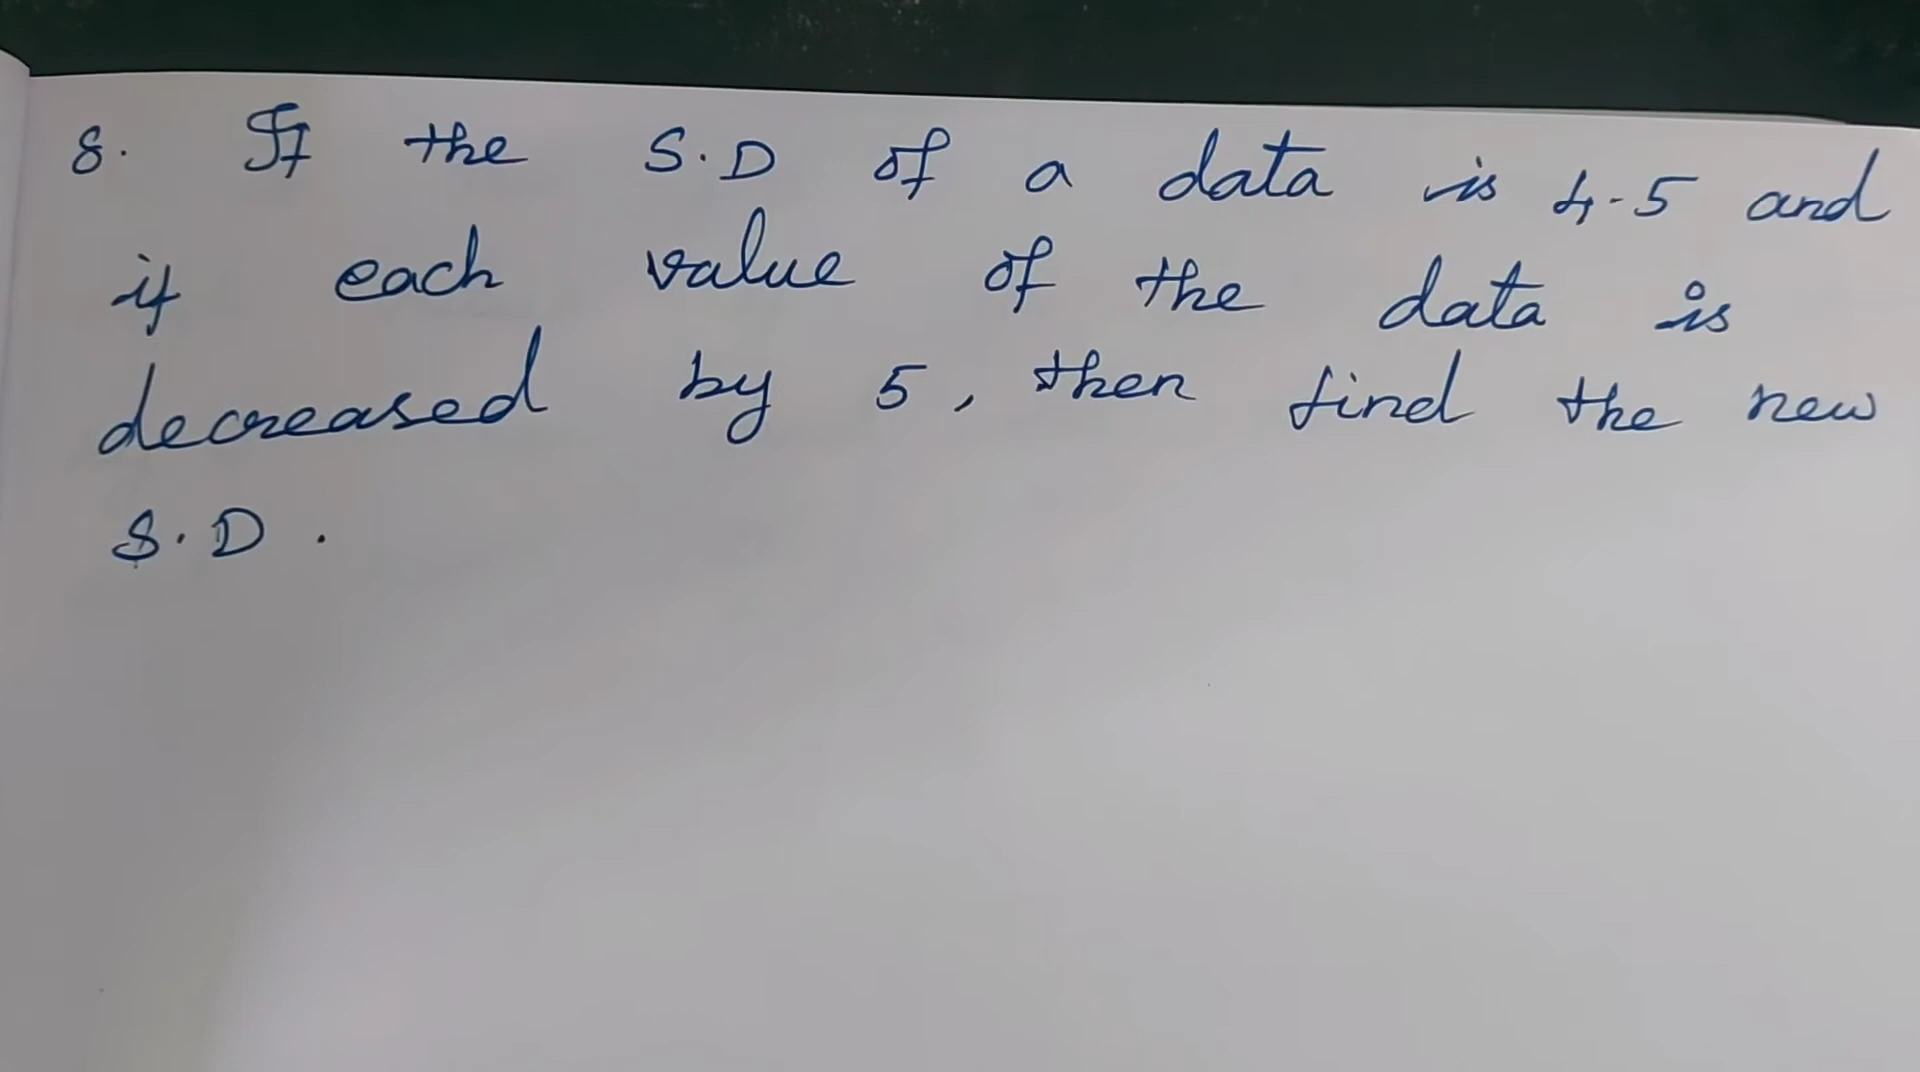 8. If the S.D of a data is 4.5 and
if each value of the data is
decreased by 5, then find the new
S.D.